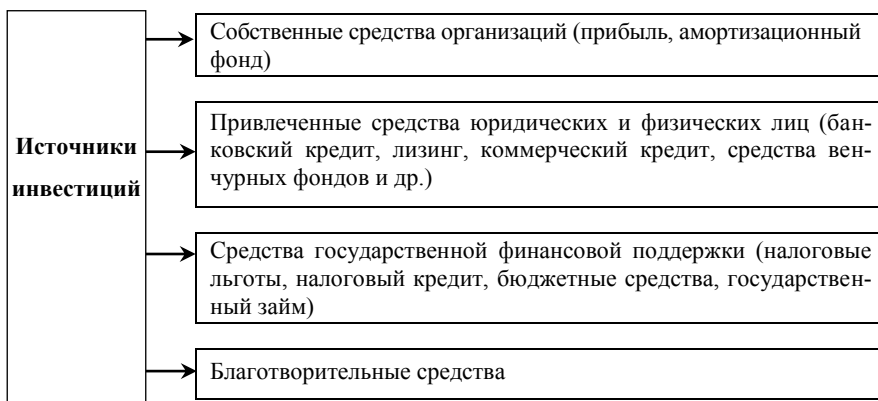 Источники
инвестиций
Собственные средства организаций (прибыль, амортизационный
фонд)
Привлеченные средства юридических и физических лиц (бан-
ковский кредит, лизинг, коммерческий кредит, средства вен-
чурных фондов и др.)
Средства государственной финансовой поддержки (налоговые
льготы, налоговый кредит, бюджетные средства, государствен-
ный займ)
Благотворительные средства